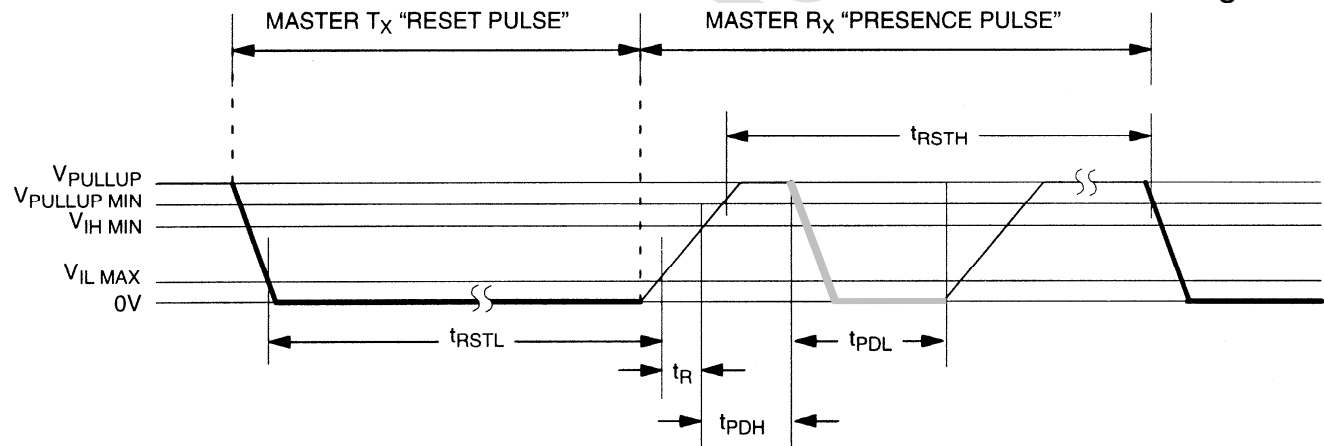 MASTER TX “RESET PULSE”
MASTER RX “PRESENCE PULSE”
tRSTH
VPULLUP
VPULLUP MIN
VIH MIN
VIL MAX
0V
tRSTL
tPDL
tR
tPDH